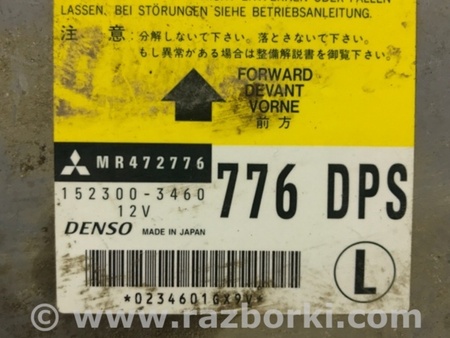 LASSEN. BEI STÖRUNGEN SIEHE BETRIEBSANLEITUNG.
注 意：分解しないで下さい。落とさないで下さい。
もし異常がある場合は整備解説書を御覧下さい。
FORWARD
DEVANT
VORNE
前方
MR472776
152300-3460
12V
776 DPS
DENSO MADE IN JAPAN
L
*0234601GX9V*
© www.razborki.com